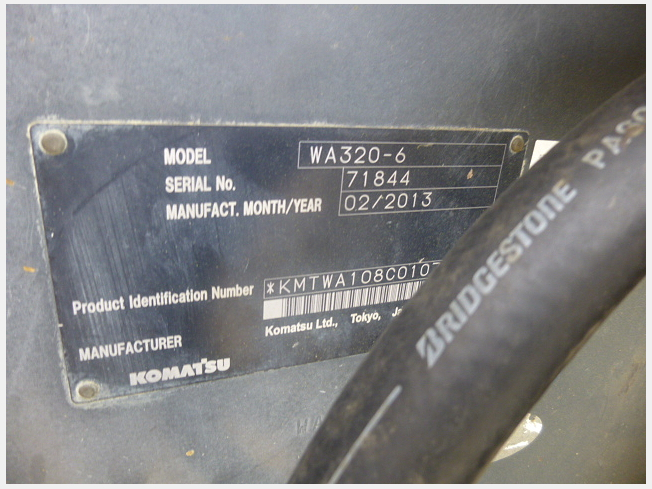 MODEL WA320-6
SERIAL No. 71844
MANUFACT. MONTH/YEAR 02/2013
Product Identification Number *KMTWA108C010
Komatsu Ltd., Tokyo,
MANUFACTURER
KOMATSU
BRIDGESTONE